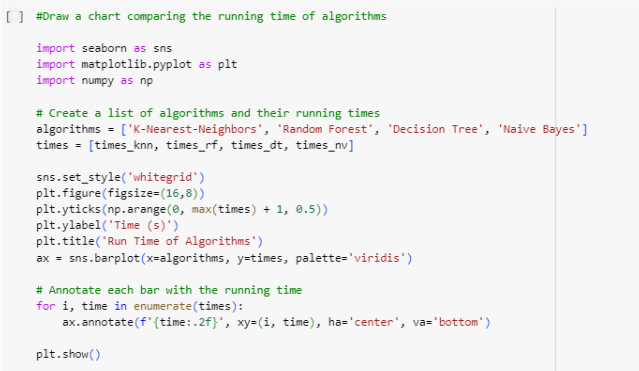 [ ] #Draw a chart comparing the running time of algorithms
import seaborn as sns
import matplotlib.pyplot as plt
import numpy as np
# Create a list of algorithms and their running times
algorithms = ['K-Nearest-Neighbors', 'Random Forest', 'Decision Tree', 'Naive Bayes']
times = [times_knn, times_rf, times_dt, times_nv]
sns.set_style('whitegrid')
plt.figure(figsize=(16,8))
plt.yticks(np.arange(0, max(times) + 1, 0.5))
plt.ylabel('Time (s)')
plt.title('Run Time of Algorithms')
ax = sns.barplot(x=algorithms, y=times, palette='viridis')
# Annotate each bar with the running time
for i, time in enumerate(times):
    ax.annotate(f'{time:.2f}', xy=(i, time), ha='center', va='bottom')
plt.show()